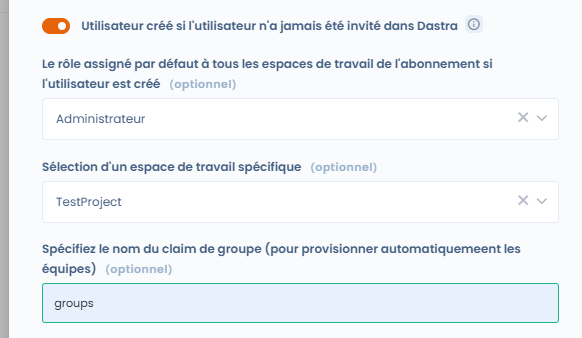 Utilisateur créé si l'utilisateur n'a jamais été invité dans Dastra
Le rôle assigné par défaut à tous les espaces de travail de l'abonnement si
l'utilisateur est créé (optionnel)
Administrateur
Sélection d'un espace de travail spécifique (optionnel)
TestProject
Spécifiez le nom du claim de groupe (pour provisionner automatiquemeent les
équipes) (optionnel)
groups